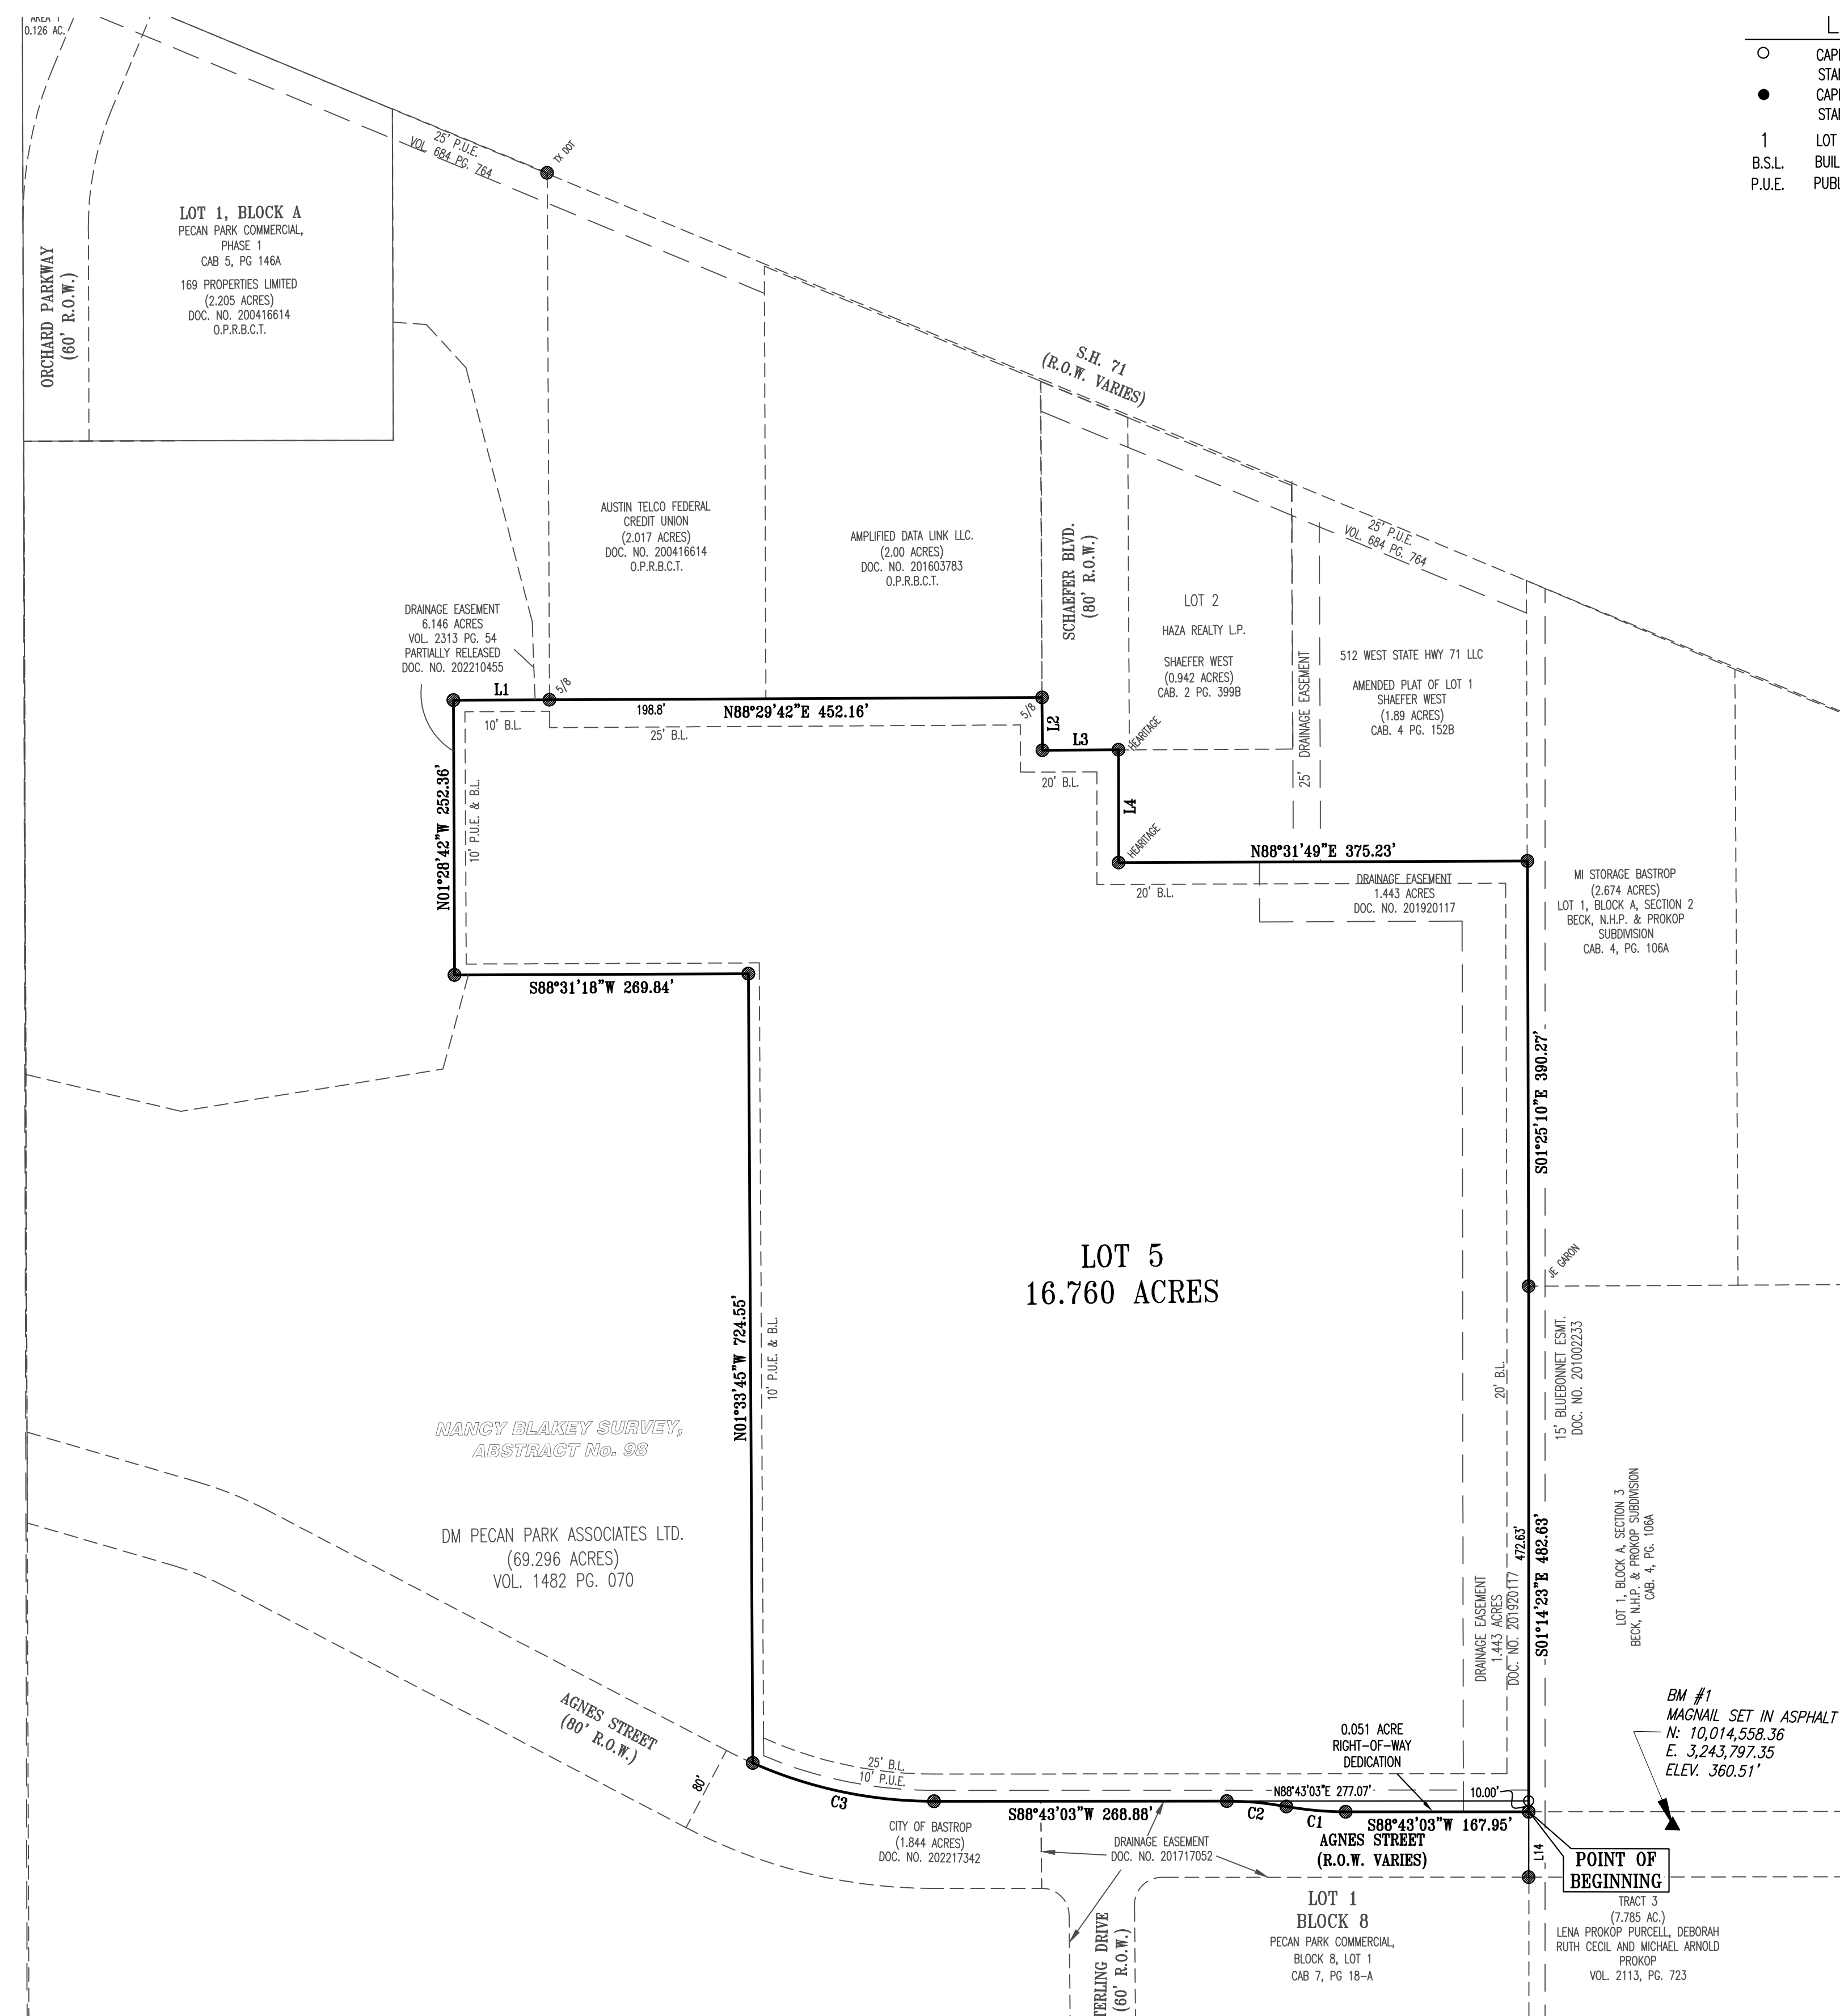 AREA 1
0.126 AC.
L
CAP
STA
CAP
STA
1 LOT
B.S.L. BUIL
P.U.E. PUBL
25' P.U.E.
VOL. 684 PG. 764
TX DOT
LOT 1, BLOCK A
PECAN PARK COMMERCIAL,
PHASE 1
CAB 5, PG 146A
169 PROPERTIES LIMITED
(2.205 ACRES)
DOC. NO. 200416614
O.P.R.B.C.T.
ORCHARD PARKWAY
(60' R.O.W.)
S.H. 71
(R.O.W. VARIES)
25' P.U.E.
VOL. 684 PG. 764
AUSTIN TELCO FEDERAL
CREDIT UNION
(2.017 ACRES)
DOC. NO. 200416614
O.P.R.B.C.T.
AMPLIFIED DATA LINK LLC.
(2.00 ACRES)
DOC. NO. 201603783
O.P.R.B.C.T.
SCHAEFER BLVD.
(80' R.O.W.)
LOT 2
HAZA REALTY L.P.
SHAEFER WEST
(0.942 ACRES)
CAB. 2 PG. 399B
25' DRAINAGE EASEMENT
512 WEST STATE HWY 71 LLC
AMENDED PLAT OF LOT 1
SHAEFER WEST
(1.89 ACRES)
CAB. 4 PG. 152B
DRAINAGE EASEMENT
6.146 ACRES
VOL. 2313 PG. 54
PARTIALLY RELEASED
DOC. NO. 202210455
L1
5/8
198.8'
N88°29'42"E 452.16'
10' B.L.
25' B.L.
5/8
L2
L3
HEARITAGE
20' B.L.
L4
HEARITAGE
N88°31'49"E 375.23'
20' B.L.
DRAINAGE EASEMENT
1.443 ACRES
DOC. NO. 201920117
MI STORAGE BASTROP
(2.674 ACRES)
LOT 1, BLOCK A, SECTION 2
BECK, N.H.P. & PROKOP
SUBDIVISION
CAB. 4, PG. 106A
N01°28'42"W 252.36'
10' P.U.E. & B.L.
S88°31'18"W 269.84'
S01°25'10"E 390.27'
LOT 5
16.760 ACRES
JE GARON
N01°33'45"W 724.55'
10' P.U.E. & B.L.
20' B.L.
15' BLUEBONNET ESMT.
DOC. NO. 201002233
NANCY BLAKEY SURVEY,
ABSTRACT No. 98
DM PECAN PARK ASSOCIATES LTD.
(69.296 ACRES)
VOL. 1482 PG. 070
472.63'
S01°14'23"E 482.63'
DRAINAGE EASEMENT
1.443 ACRES
DOC. NO. 201920117
LOT 1, BLOCK A, SECTION 3
BECK, N.H.P. & PROKOP SUBDIVISION
CAB. 4, PG. 106A
BM #1
MAGNAIL SET IN ASPHALT
N: 10,014,558.36
E. 3,243,797.35
ELEV. 360.51'
AGNES STREET
(80' R.O.W.)
80'
25' B.L.
10' P.U.E.
0.051 ACRE
RIGHT-OF-WAY
DEDICATION
N88°43'03"E 277.07'
10.00'
C3
S88°43'03"W 268.88'
C2
C1
S88°43'03"W 167.95'
AGNES STREET
(R.O.W. VARIES)
CITY OF BASTROP
(1.844 ACRES)
DOC. NO. 202217342
DRAINAGE EASEMENT
DOC. NO. 201717052
L14
POINT OF
BEGINNING
LOT 1
BLOCK 8
PECAN PARK COMMERCIAL,
BLOCK 8, LOT 1
CAB 7, PG 18-A
TERLING DRIVE
(60' R.O.W.)
TRACT 3
(7.785 AC.)
LENA PROKOP PURCELL, DEBORAH
RUTH CECIL AND MICHAEL ARNOLD
PROKOP
VOL. 2113, PG. 723